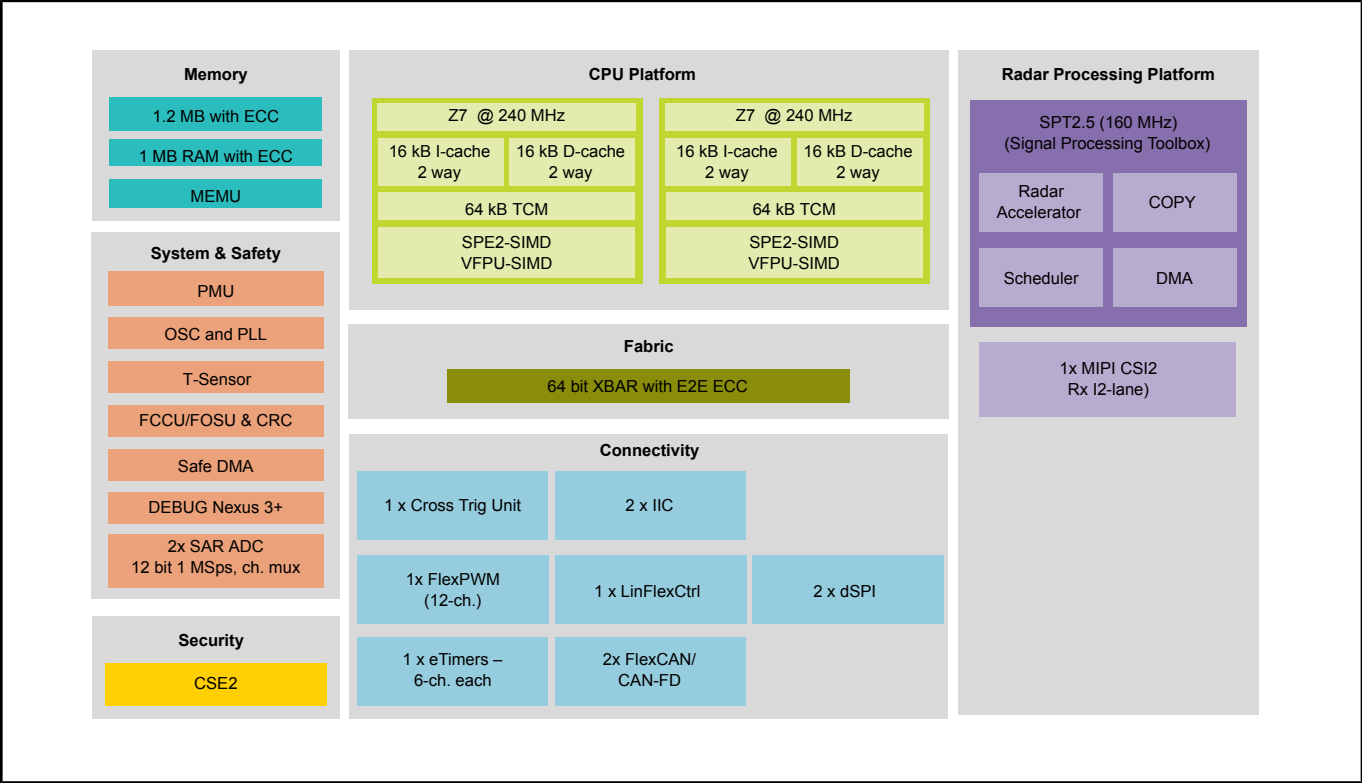 Memory
1.2 MB with ECC
1 MB RAM with ECC
MEMU
System & Safety
PMU
OSC and PLL
T-Sensor
FCCU/FOSU & CRC
Safe DMA
DEBUG Nexus 3+
2x SAR ADC
12 bit 1 MSps, ch. mux
Security
CSE2
CPU Platform
Z7 @ 240 MHz
16 kB I-cache
2 way
16 kB D-cache
2 way
64 kB TCM
SPE2-SIMD
VFPU-SIMD
Z7 @ 240 MHz
16 kB I-cache
2 way
16 kB D-cache
2 way
64 kB TCM
SPE2-SIMD
VFPU-SIMD
Fabric
64 bit XBAR with E2E ECC
Connectivity
1 x Cross Trig Unit
2 x IIC
1x FlexPWM
(12-ch.)
1 x LinFlexCtrl
2 x dSPI
1 x eTimers –
6-ch. each
2x FlexCAN/
CAN-FD
Radar Processing Platform
SPT2.5 (160 MHz)
(Signal Processing Toolbox)
Radar
Accelerator
COPY
Scheduler
DMA
1x MIPI CSI2
Rx I2-lane)